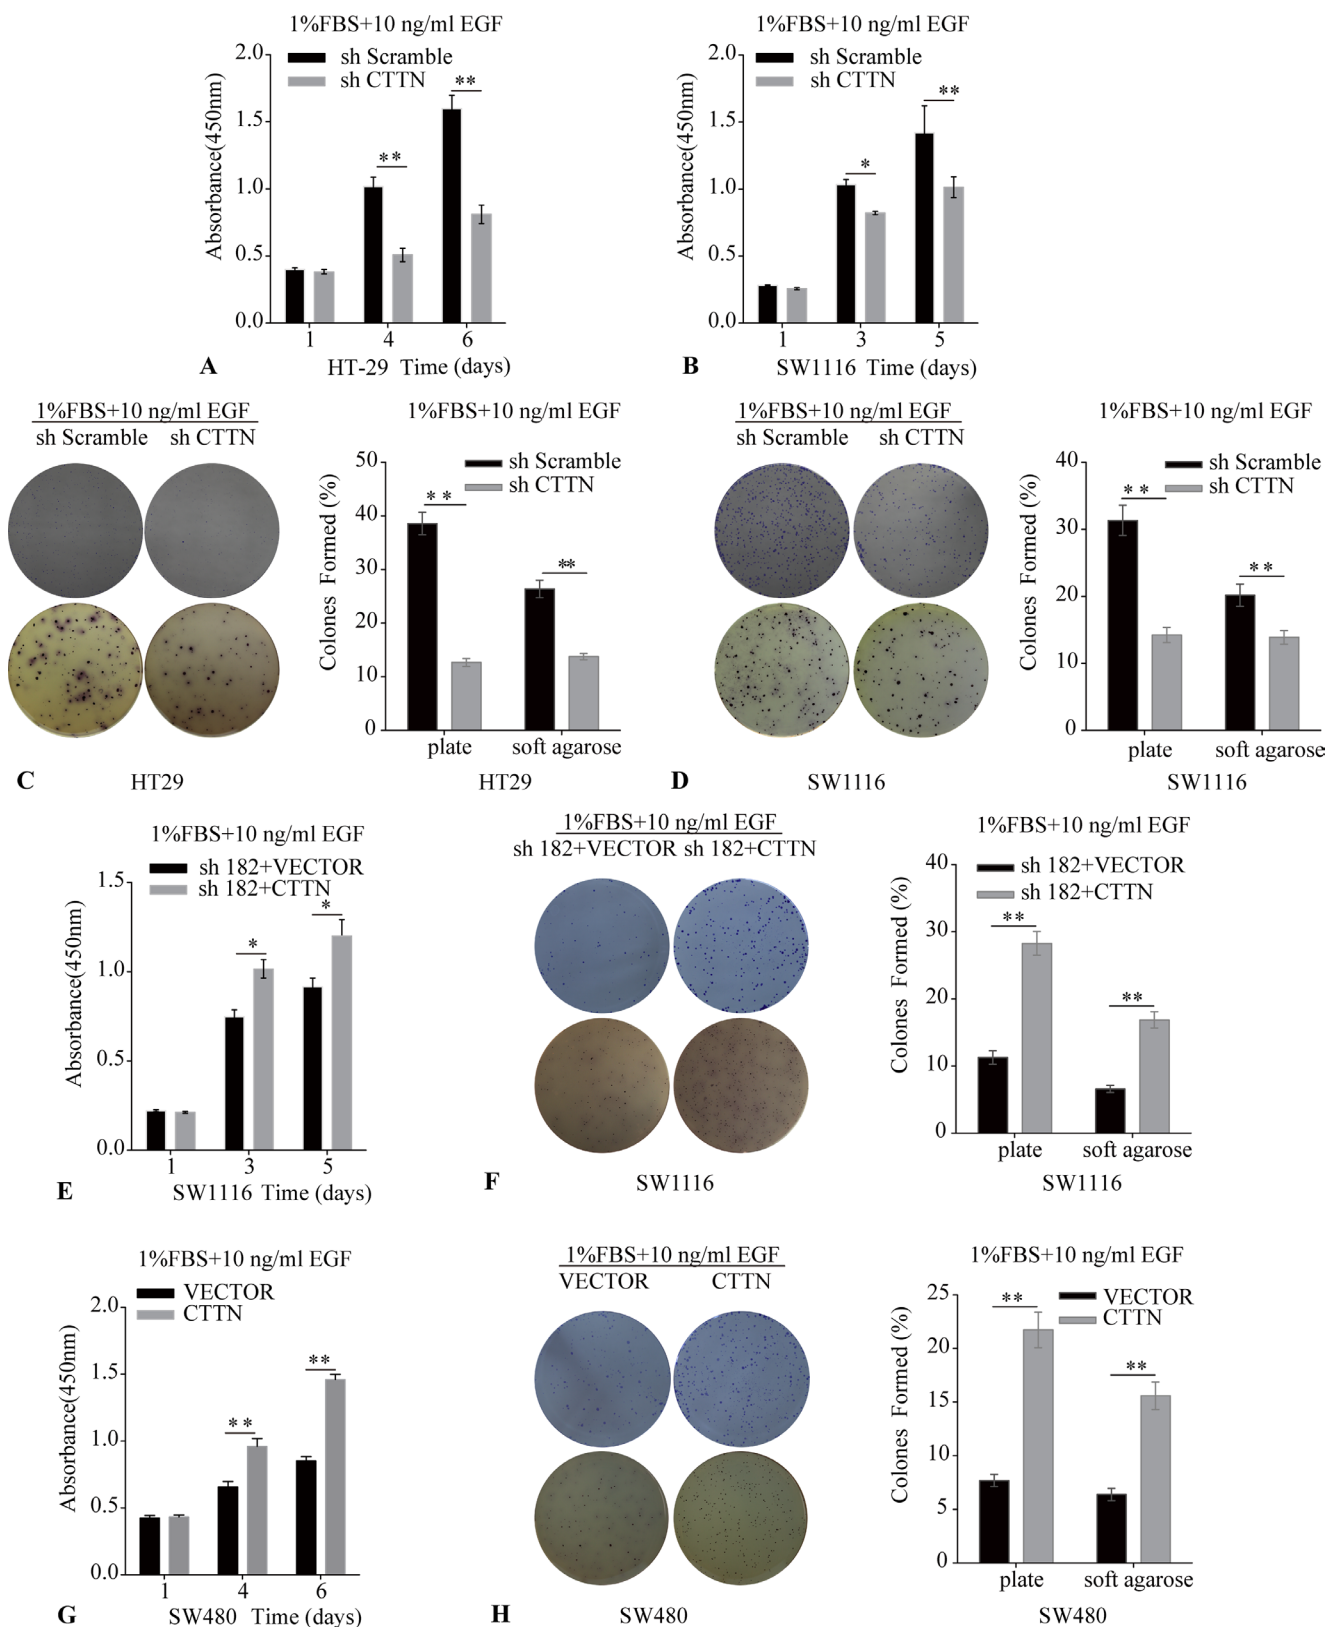 1%FBS+10 ng/ml EGF
sh Scramble
sh CTTN
Absorbance(450nm)
2.0
1.5
1.0
0.5
0.0
**
**
1 4 6
A HT-29 Time (days)
1%FBS+10 ng/ml EGF
sh Scramble
sh CTTN
Absorbance(450nm)
2.0
1.5
1.0
0.5
0.0
*
**
1 3 5
B SW1116 Time (days)
1%FBS+10 ng/ml EGF
sh Scramble sh CTTN
C HT29
1%FBS+10 ng/ml EGF
sh Scramble
sh CTTN
Colones Formed (%)
50
40
30
20
10
0
**
**
plate soft agarose
HT29
1%FBS+10 ng/ml EGF
sh Scramble sh CTTN
D SW1116
1%FBS+10 ng/ml EGF
sh Scramble
sh CTTN
Colones Formed (%)
40
30
20
10
0
**
**
plate soft agarose
SW1116
1%FBS+10 ng/ml EGF
sh 182+VECTOR
sh 182+CTTN
Absorbance(450nm)
1.5
1.0
0.5
0.0
*
*
1 3 5
E SW1116 Time (days)
1%FBS+10 ng/ml EGF
sh 182+VECTOR sh 182+CTTN
F SW1116
1%FBS+10 ng/ml EGF
sh 182+VECTOR
sh 182+CTTN
Colones Formed (%)
40
30
20
10
0
**
**
plate soft agarose
SW1116
1%FBS+10 ng/ml EGF
VECTOR
CTTN
Absorbance(450nm)
2.0
1.5
1.0
0.5
0.0
**
**
1 4 6
G SW480 Time (days)
1%FBS+10 ng/ml EGF
VECTOR CTTN
H SW480
1%FBS+10 ng/ml EGF
VECTOR
CTTN
Colones Formed (%)
25
20
15
10
5
0
**
**
plate soft agarose
SW480